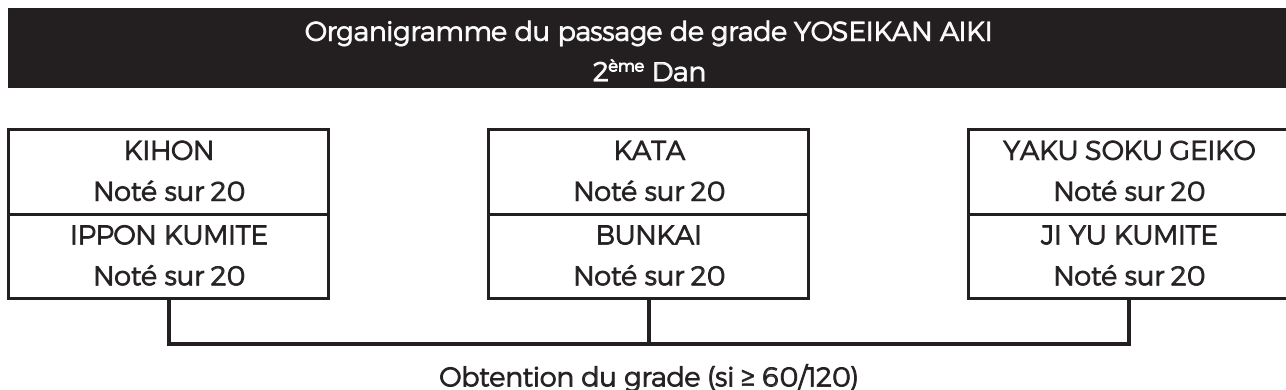 Organigramme du passage de grade YOSEIKAN AIKI
2ème Dan
KIHON
Noté sur 20
IPPON KUMITE
Noté sur 20
KATA
Noté sur 20
BUNKAI
Noté sur 20
YAKU SOKU GEIKO
Noté sur 20
JI YU KUMITE
Noté sur 20
Obtention du grade (si ≥ 60/120)